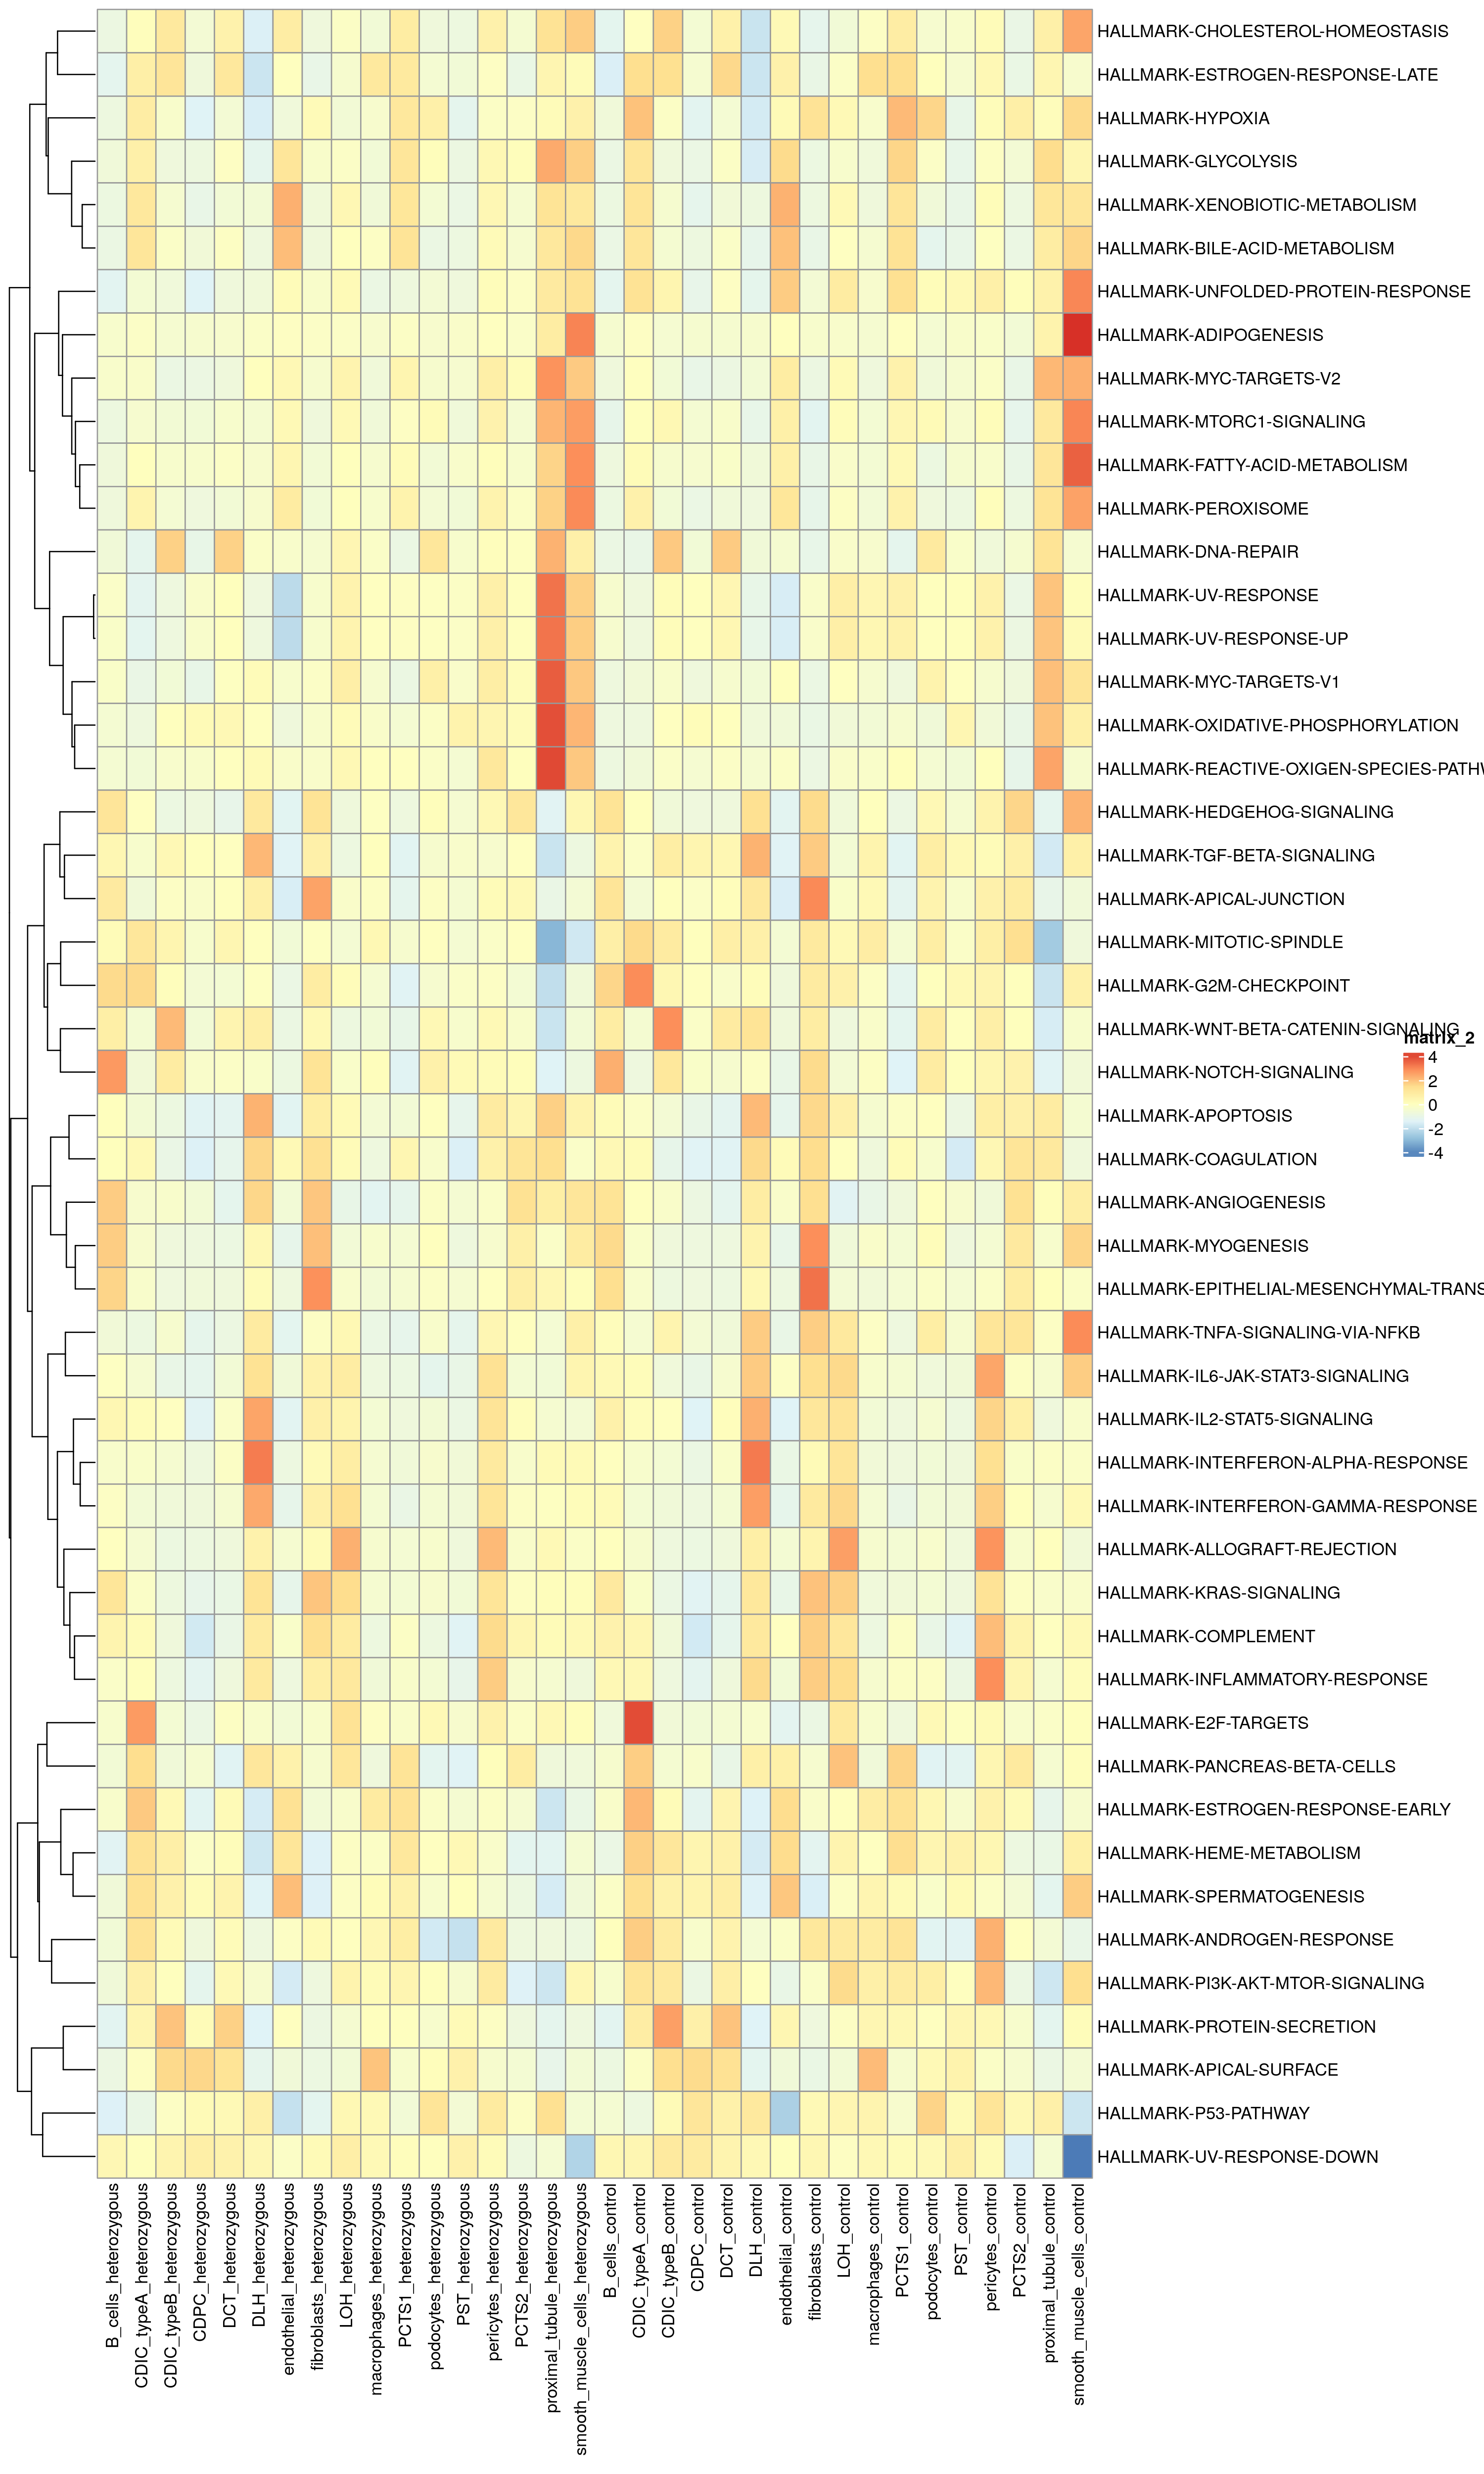 HALLMARK-CHOLESTEROL-HOMEOSTASIS
HALLMARK-ESTROGEN-RESPONSE-LATE
HALLMARK-HYPOXIA
HALLMARK-GLYCOLYSIS
HALLMARK-XENOBIOTIC-METABOLISM
HALLMARK-BILE-ACID-METABOLISM
HALLMARK-UNFOLDED-PROTEIN-RESPONSE
HALLMARK-ADIPOGENESIS
HALLMARK-MYC-TARGETS-V2
HALLMARK-MTORC1-SIGNALING
HALLMARK-FATTY-ACID-METABOLISM
HALLMARK-PEROXISOME
HALLMARK-DNA-REPAIR
HALLMARK-UV-RESPONSE
HALLMARK-UV-RESPONSE-UP
HALLMARK-MYC-TARGETS-V1
HALLMARK-OXIDATIVE-PHOSPHORYLATION
HALLMARK-REACTIVE-OXIGEN-SPECIES-PATHW
HALLMARK-HEDGEHOG-SIGNALING
HALLMARK-TGF-BETA-SIGNALING
HALLMARK-APICAL-JUNCTION
HALLMARK-MITOTIC-SPINDLE
HALLMARK-G2M-CHECKPOINT
HALLMARK-WNT-BETA-CATENIN-SIGNALING
HALLMARK-NOTCH-SIGNALING
HALLMARK-APOPTOSIS
HALLMARK-COAGULATION
HALLMARK-ANGIOGENESIS
HALLMARK-MYOGENESIS
HALLMARK-EPITHELIAL-MESENCHYMAL-TRANS
HALLMARK-TNFA-SIGNALING-VIA-NFKB
HALLMARK-IL6-JAK-STAT3-SIGNALING
HALLMARK-IL2-STAT5-SIGNALING
HALLMARK-INTERFERON-ALPHA-RESPONSE
HALLMARK-INTERFERON-GAMMA-RESPONSE
HALLMARK-ALLOGRAFT-REJECTION
HALLMARK-KRAS-SIGNALING
HALLMARK-COMPLEMENT
HALLMARK-INFLAMMATORY-RESPONSE
HALLMARK-E2F-TARGETS
HALLMARK-PANCREAS-BETA-CELLS
HALLMARK-ESTROGEN-RESPONSE-EARLY
HALLMARK-HEME-METABOLISM
HALLMARK-SPERMATOGENESIS
HALLMARK-ANDROGEN-RESPONSE
HALLMARK-PI3K-AKT-MTOR-SIGNALING
HALLMARK-PROTEIN-SECRETION
HALLMARK-APICAL-SURFACE
HALLMARK-P53-PATHWAY
HALLMARK-UV-RESPONSE-DOWN
matrix_2
4
2
0
-2
-4
B_cells_heterozygous
CDIC_typeA_heterozygous
CDIC_typeB_heterozygous
CDPC_heterozygous
DCT_heterozygous
DLH_heterozygous
endothelial_heterozygous
fibroblasts_heterozygous
LOH_heterozygous
macrophages_heterozygous
PCTS1_heterozygous
podocytes_heterozygous
PST_heterozygous
pericytes_heterozygous
PCTS2_heterozygous
proximal_tubule_heterozygous
smooth_muscle_cells_heterozygous
B_cells_control
CDIC_typeA_control
CDIC_typeB_control
CDPC_control
DCT_control
DLH_control
endothelial_control
fibroblasts_control
LOH_control
macrophages_control
PCTS1_control
podocytes_control
PST_control
pericytes_control
PCTS2_control
proximal_tubule_control
smooth_muscle_cells_control